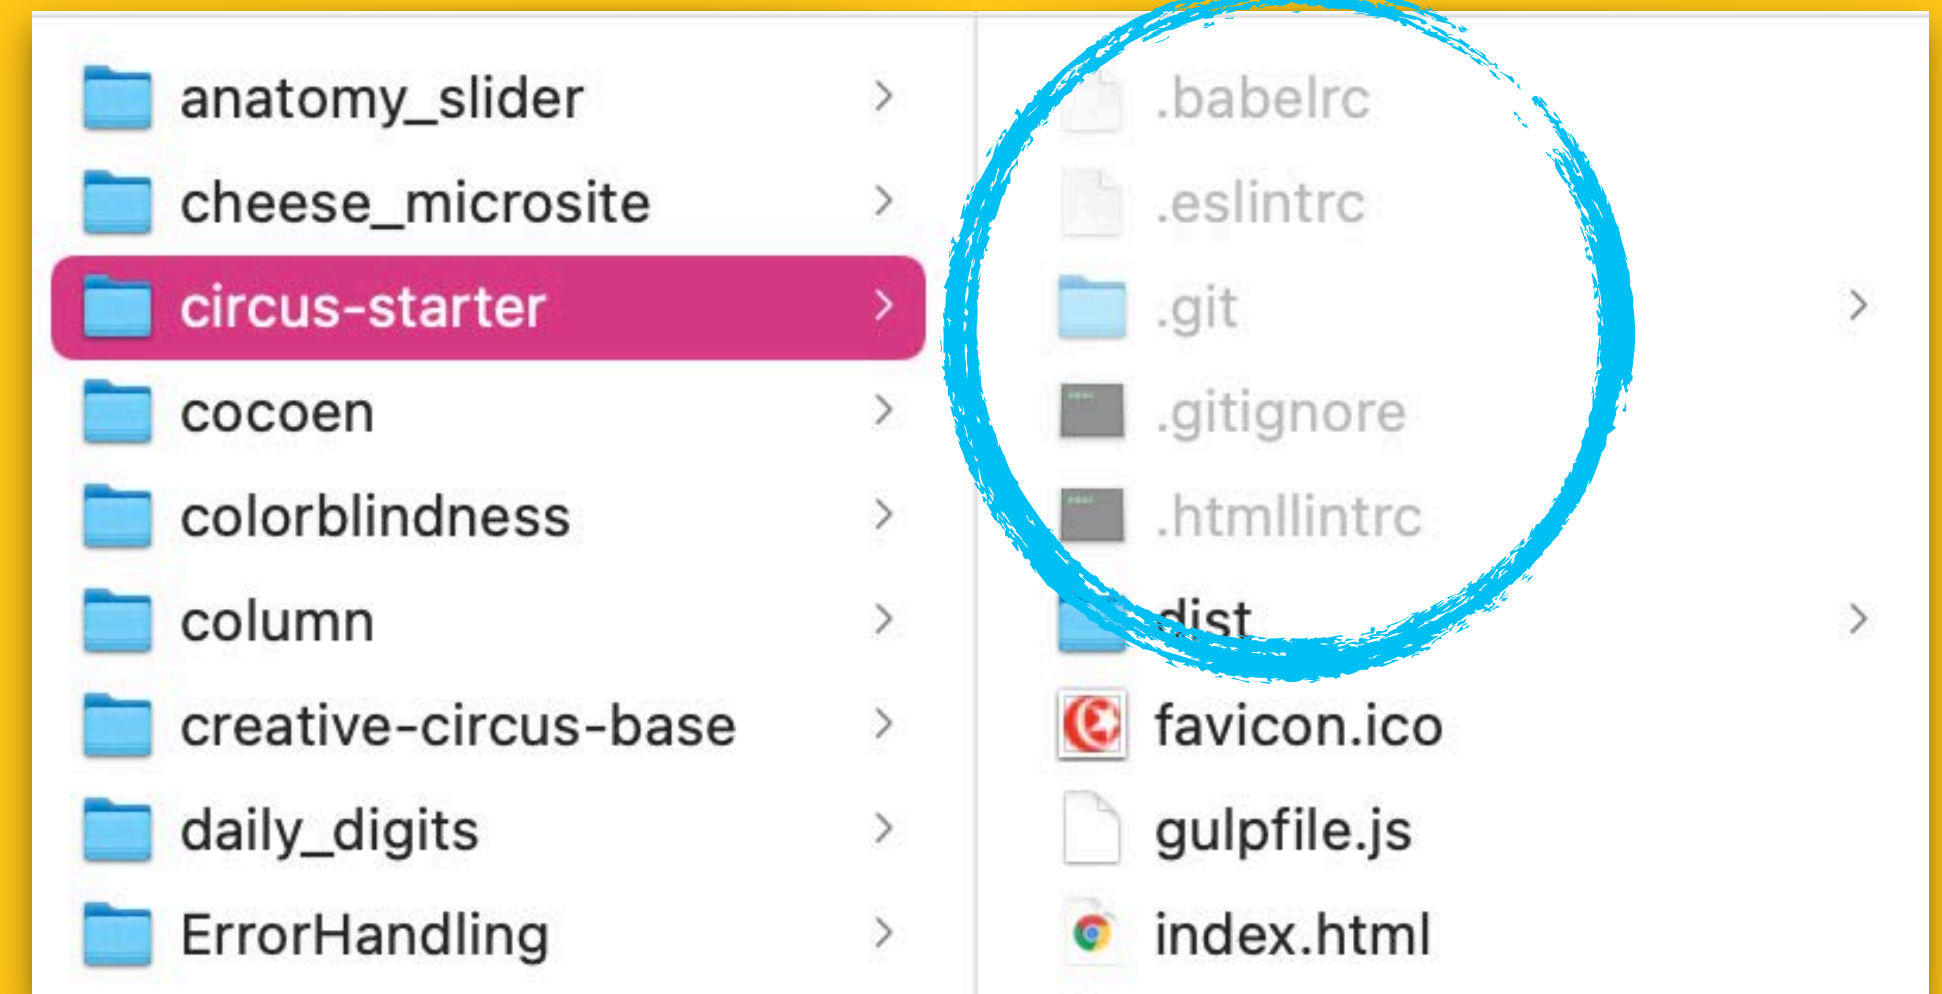 anatomy_slider
cheese_microsite
circus-starter
cocoen
colorblindness
column
creative-circus-base
daily_digits
ErrorHandling
.babelrc
.eslintrc
.git
.gitignore
.htmllintrc
dist
favicon.ico
gulpfile.js
index.html